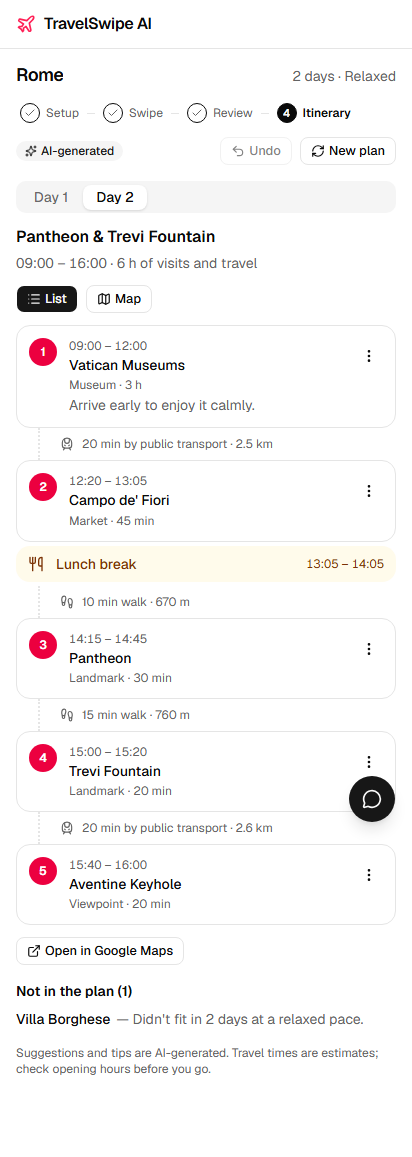 TravelSwipe AI
Rome
2 days · Relaxed
Setup
Swipe
Review
4 Itinerary
AI-generated
Undo
New plan
Day 1
Day 2
Pantheon & Trevi Fountain
09:00 – 16:00 · 6 h of visits and travel
List
Map
1
09:00 – 12:00
Vatican Museums
Museum · 3 h
Arrive early to enjoy it calmly.
20 min by public transport · 2.5 km
2
12:20 – 13:05
Campo de' Fiori
Market · 45 min
Lunch break
13:05 – 14:05
10 min walk · 670 m
3
14:15 – 14:45
Pantheon
Landmark · 30 min
15 min walk · 760 m
4
15:00 – 15:20
Trevi Fountain
Landmark · 20 min
20 min by public transport · 2.6 km
5
15:40 – 16:00
Aventine Keyhole
Viewpoint · 20 min
Open in Google Maps
Not in the plan (1)
Villa Borghese — Didn't fit in 2 days at a relaxed pace.
Suggestions and tips are AI-generated. Travel times are estimates;
check opening hours before you go.